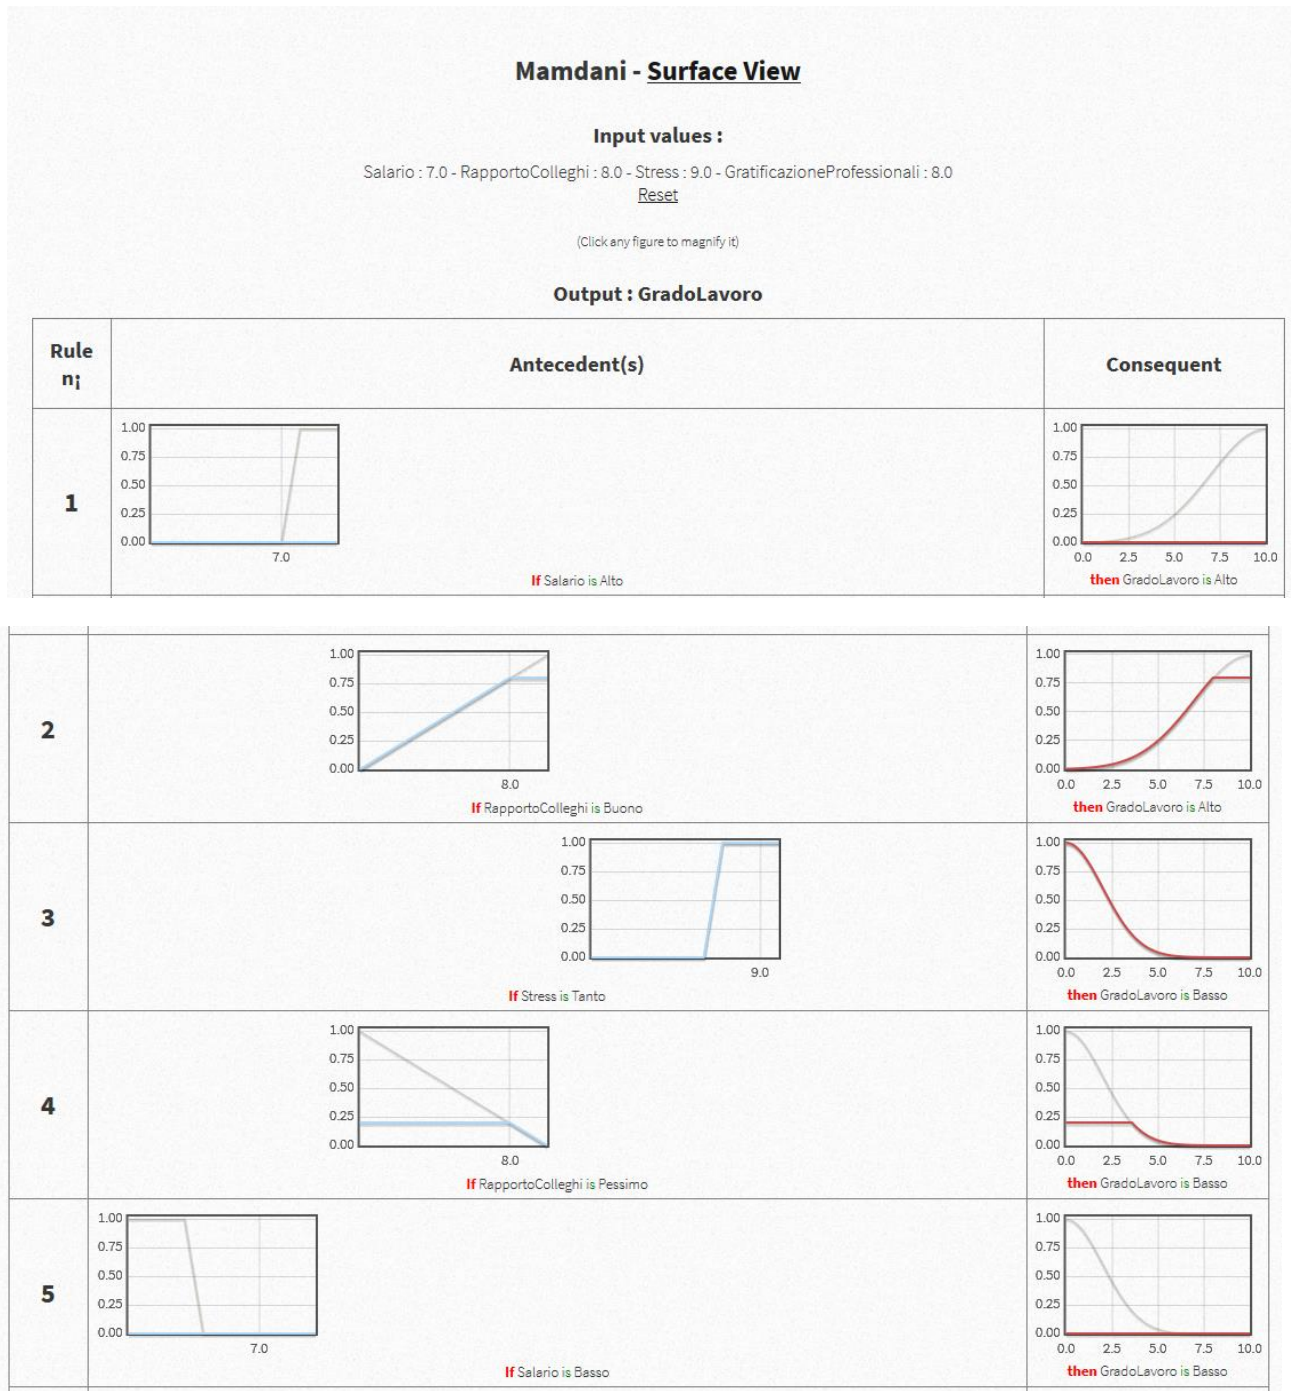 Mamdani - Surface View
Input values :
Salario : 7.0 - RapportoColleghi : 8.0 - Stress : 9.0 - GratificazioneProfessionali : 8.0
Reset
(Click any figure to magnify it)
Output : GradoLavoro
Rule n¡
Antecedent(s)
Consequent
1
1.00
0.75
0.50
0.25
0.00
7.0
If Salario is Alto
1.00
0.75
0.50
0.25
0.00
0.0 2.5 5.0 7.5 10.0
then GradoLavoro is Alto
2
1.00
0.75
0.50
0.25
0.00
8.0
If RapportoColleghi is Buono
1.00
0.75
0.50
0.25
0.00
0.0 2.5 5.0 7.5 10.0
then GradoLavoro is Alto
3
1.00
0.75
0.50
0.25
0.00
9.0
If Stress is Tanto
1.00
0.75
0.50
0.25
0.00
0.0 2.5 5.0 7.5 10.0
then GradoLavoro is Basso
4
1.00
0.75
0.50
0.25
0.00
8.0
If RapportoColleghi is Pessimo
1.00
0.75
0.50
0.25
0.00
0.0 2.5 5.0 7.5 10.0
then GradoLavoro is Basso
5
1.00
0.75
0.50
0.25
0.00
7.0
If Salario is Basso
1.00
0.75
0.50
0.25
0.00
0.0 2.5 5.0 7.5 10.0
then GradoLavoro is Basso